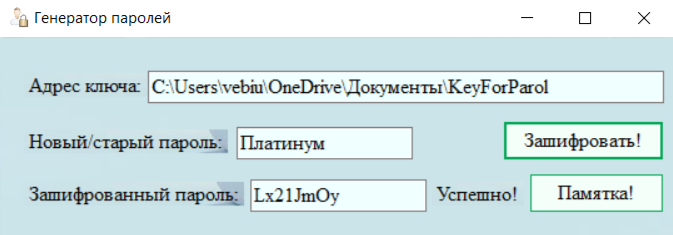 Генератор паролей
Адрес ключа: C:\Users\vebiu\OneDrive\Документы\KeyForParol
Новый/старый пароль: Платинум Зашифровать!
Зашифрованный пароль: Lx21JmOy Успешно! Памятка!